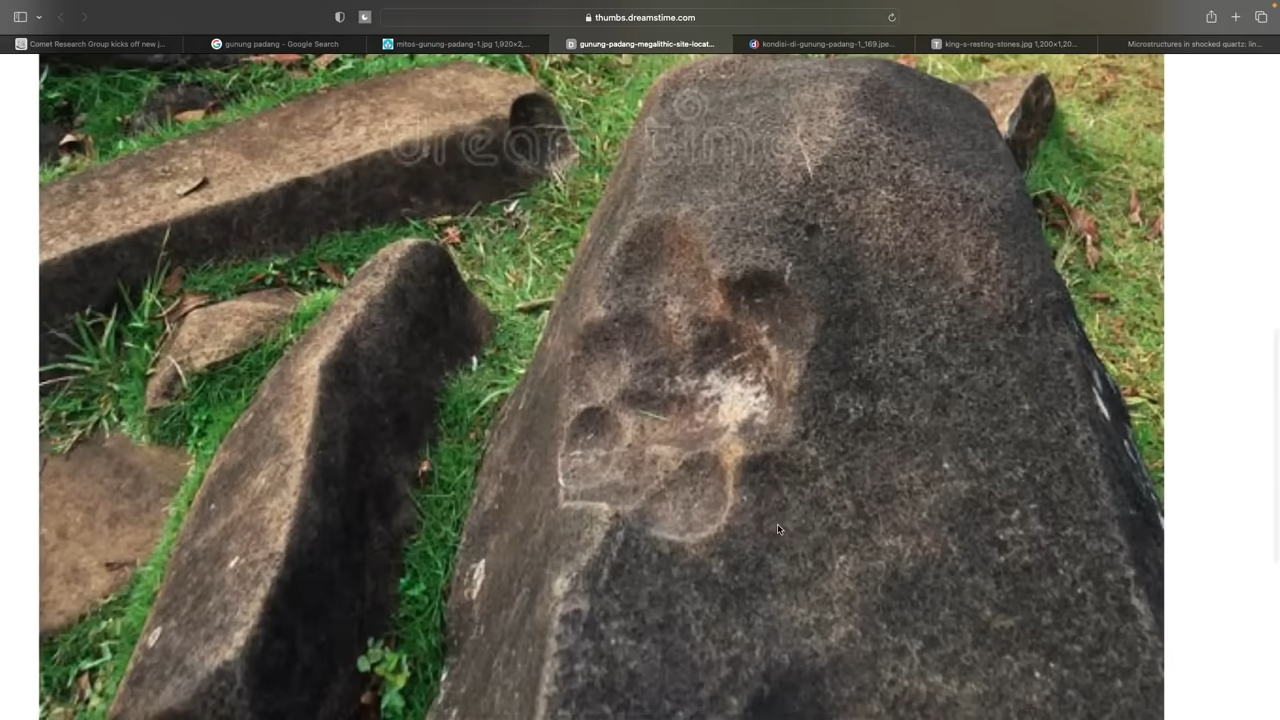 thumbs.dreamstime.com
Comet Research Group kicks off new j...
gunung padang - Google Search
mitos-gunung-padang-1.jpg 1,920×2,...
gunung-padang-megalithic-site-locat...
kondisi-di-gunung-padang-1_169.jpe...
king-s-resting-stones.jpg 1,200×1,20...
Microstructures in shocked quartz: lin...
dreamstime